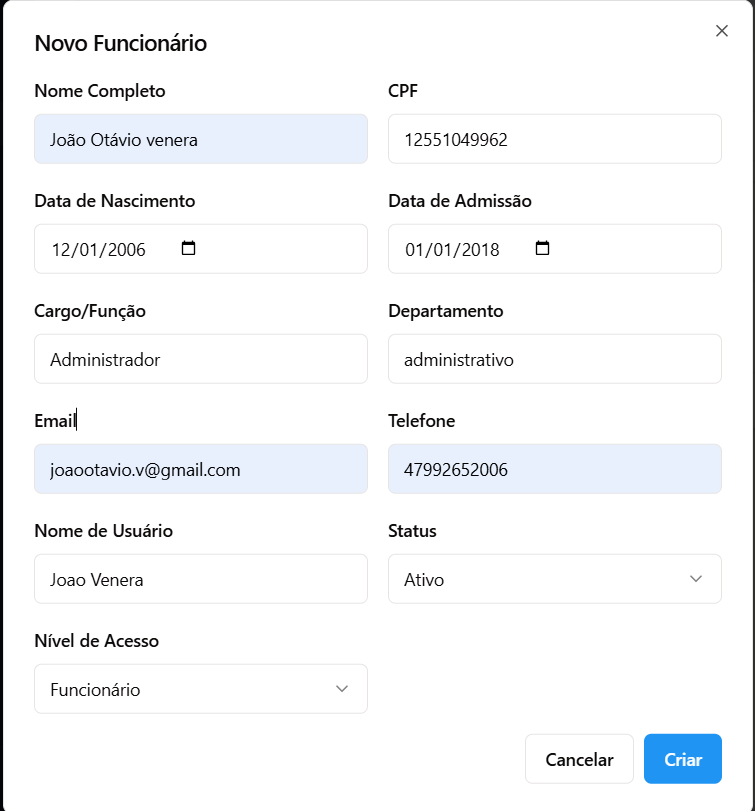 Novo Funcionário
Nome Completo
CPF
João Otávio venera
12551049962
Data de Nascimento
Data de Admissão
12/01/2006
01/01/2018
Cargo/Função
Departamento
Administrador
administrativo
Email
Telefone
joaootavio.v@gmail.com
47992652006
Nome de Usuário
Status
Joao Venera
Ativo
Nível de Acesso
Funcionário
Cancelar
Criar